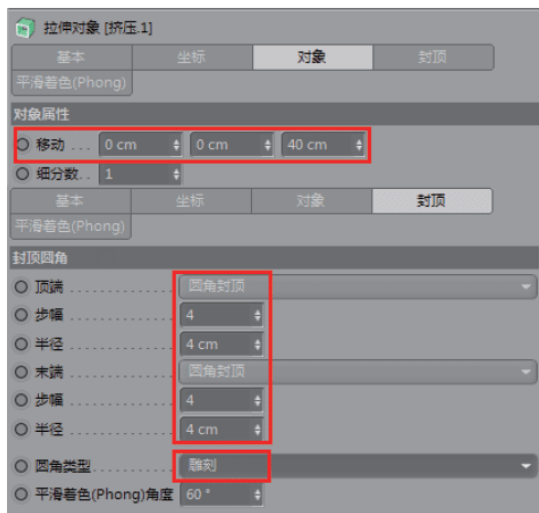 拉伸对象 [挤压.1]
基本 坐标 对象 封顶
平滑着色(Phong)
对象属性
移动 . . . 0 cm 0 cm 40 cm
细分数. . 1
基本 坐标 对象 封顶
平滑着色(Phong)
封顶圆角
顶端 . . . . . . . . . . . . . 圆角封顶
步幅 . . . . . . . . . . . . . 4
半径 . . . . . . . . . . . . . 4 cm
末端 . . . . . . . . . . . . . 圆角封顶
步幅 . . . . . . . . . . . . . 4
半径 . . . . . . . . . . . . . 4 cm
圆角类型. . . . . . . . . . 雕刻
平滑着色(Phong)角度 60 °